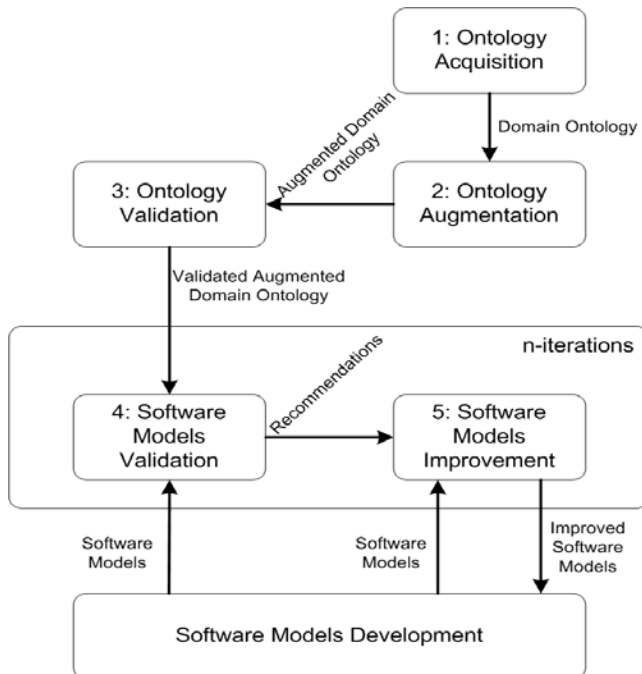 1: Ontology
Acquisition
Domain Ontology
Augmented Domain
Ontology
3: Ontology
Validation
2: Ontology
Augmentation
Validated Augmented
Domain Ontology
n-iterations
4: Software
Models
Validation
Recommendations
5: Software
Models
Improvement
Software
Models
Software
Models
Improved
Software
Models
Software Models Development